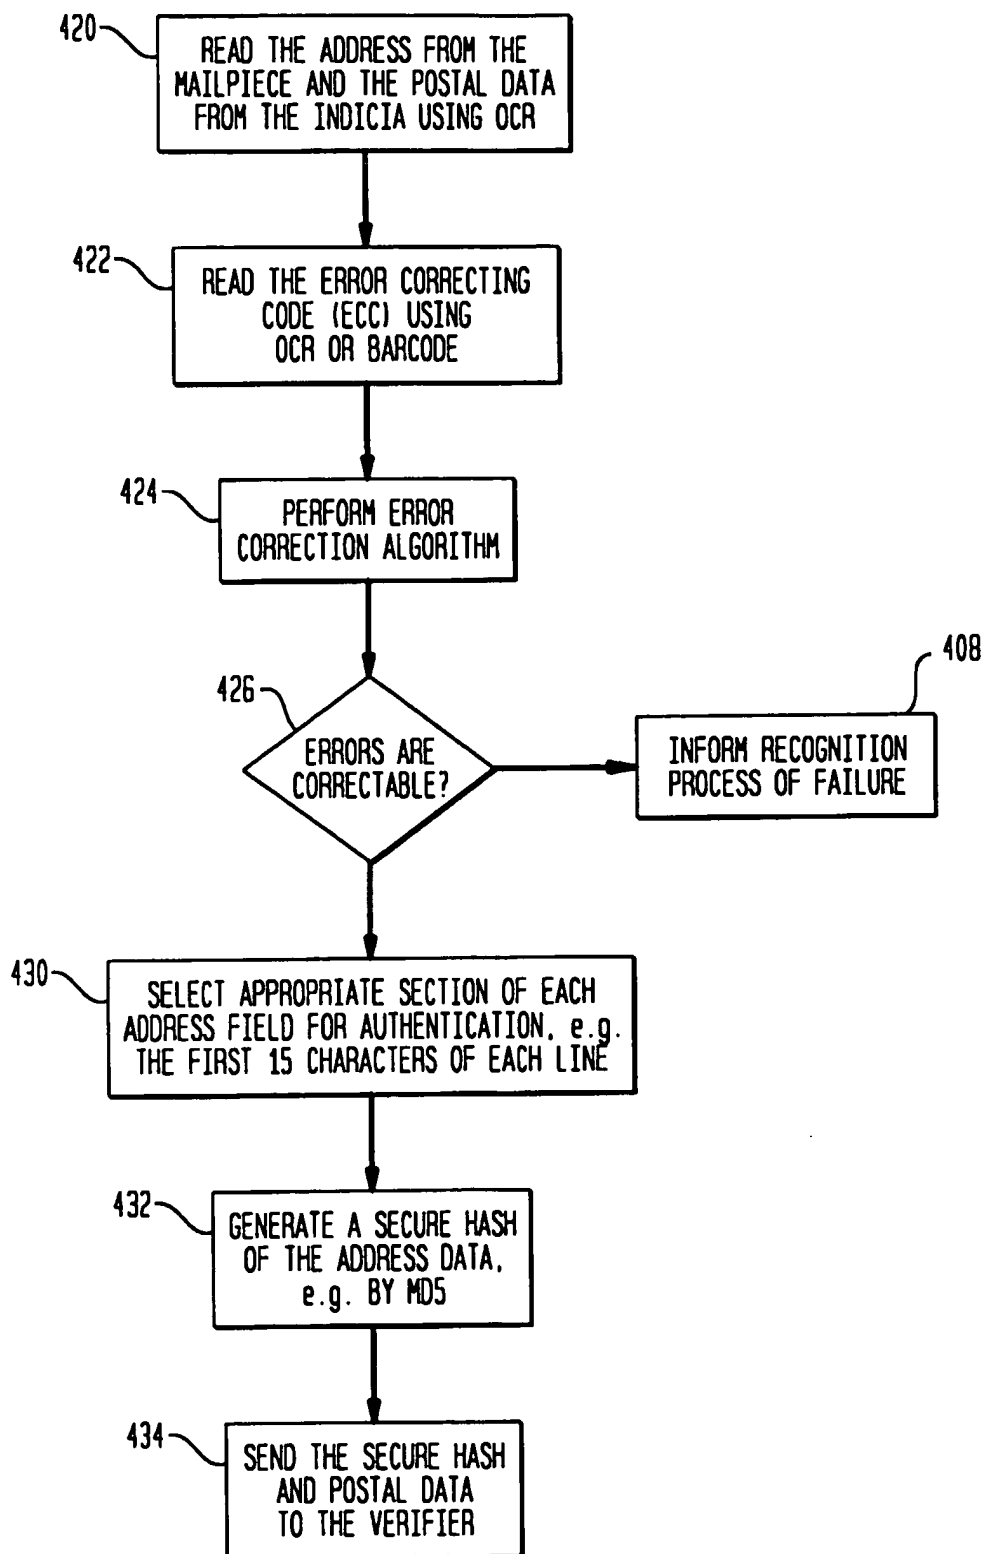 420
READ THE ADDRESS FROM THE
MAILPIECE AND THE POSTAL DATA
FROM THE INDICIA USING OCR
422
READ THE ERROR CORRECTING
CODE (ECC) USING
OCR OR BARCODE
424
PERFORM ERROR
CORRECTION ALGORITHM
426
ERRORS ARE
CORRECTABLE?
408
INFORM RECOGNITION
PROCESS OF FAILURE
430
SELECT APPROPRIATE SECTION OF EACH
ADDRESS FIELD FOR AUTHENTICATION, e.g.
THE FIRST 15 CHARACTERS OF EACH LINE
432
GENERATE A SECURE HASH
OF THE ADDRESS DATA,
e.g. BY MD5
434
SEND THE SECURE HASH
AND POSTAL DATA
TO THE VERIFIER